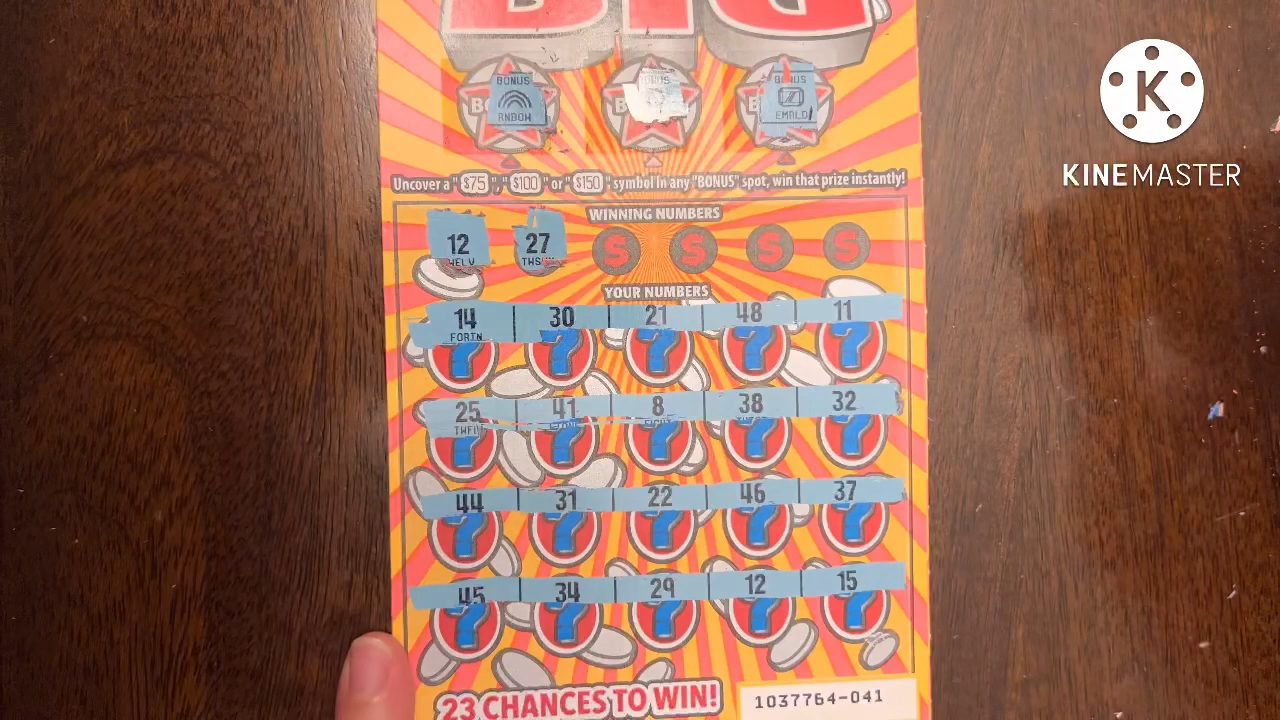 BIG
BONUS
RNBOW
BONUS
EMALD
Uncover a "$75", "$100" or "$150" symbol in any "BONUS" spot, win that prize instantly!
WINNING NUMBERS
12 27 S S S S
YOUR NUMBERS
14 30 21 48 11
FORTN
? ? ? ? ?
25 41 8 38 32
? ? ? ? ?
44 31 22 46 37
? ? ? ? ?
45 34 29 12 15
? ? ? ? ?
23 CHANCES TO WIN!
1037764-041
K
KINEMASTER